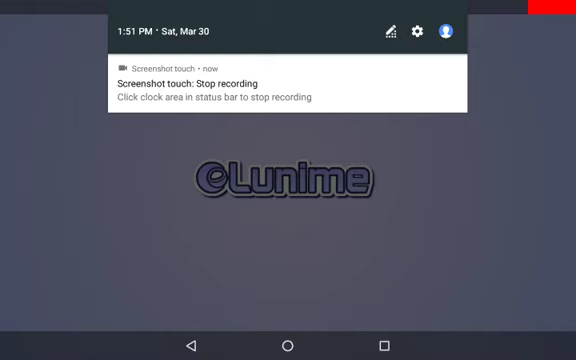 1:51 PM • Sat, Mar 30
Screenshot touch • now
Screenshot touch: Stop recording
Click clock area in status bar to stop recording
Lunime